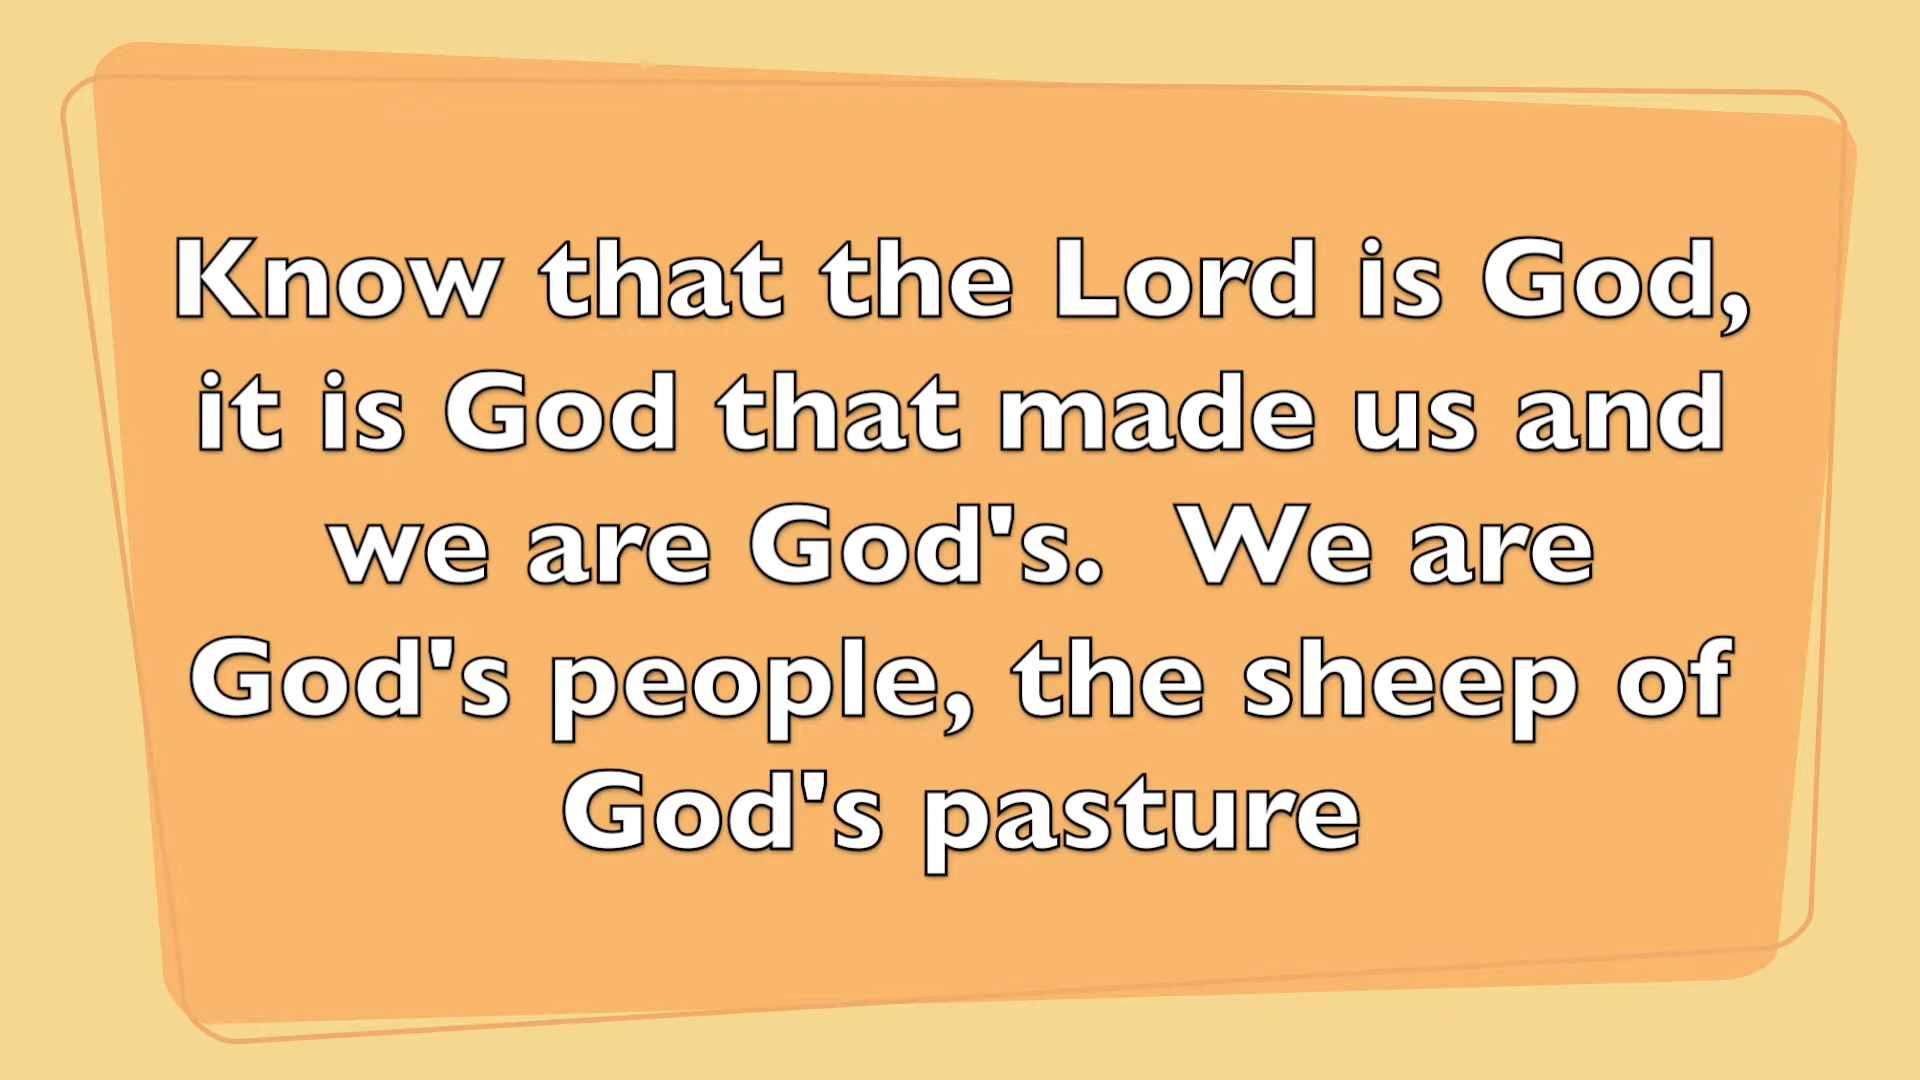 Know that the Lord is God,
it is God that made us and
we are God's.  We are
God's people, the sheep of
God's pasture